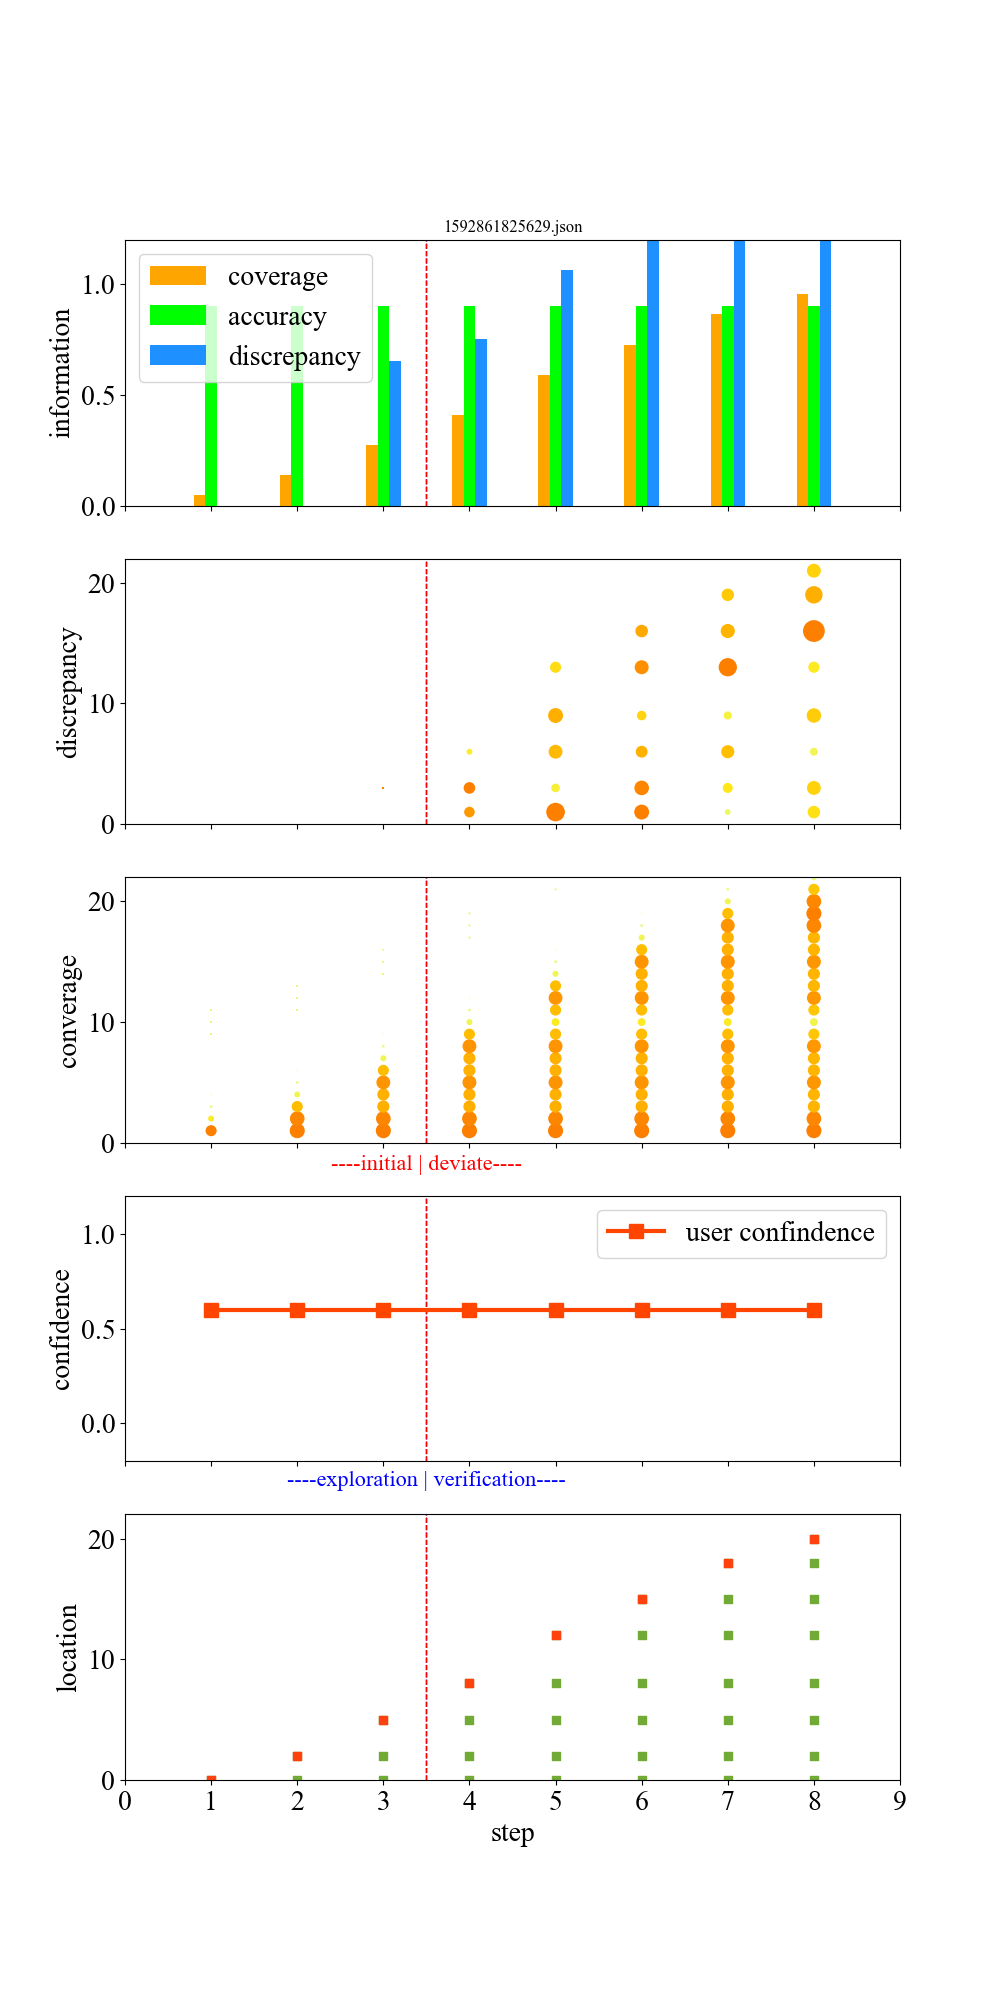 1592861825629.json
coverage
accuracy
discrepancy
information
1.0
0.5
0.0
discrepancy
20
10
0
converage
20
10
0
----initial | deviate----
user confindence
confidence
1.0
0.5
0.0
----exploration | verification----
location
20
10
0
0 1 2 3 4 5 6 7 8 9
step